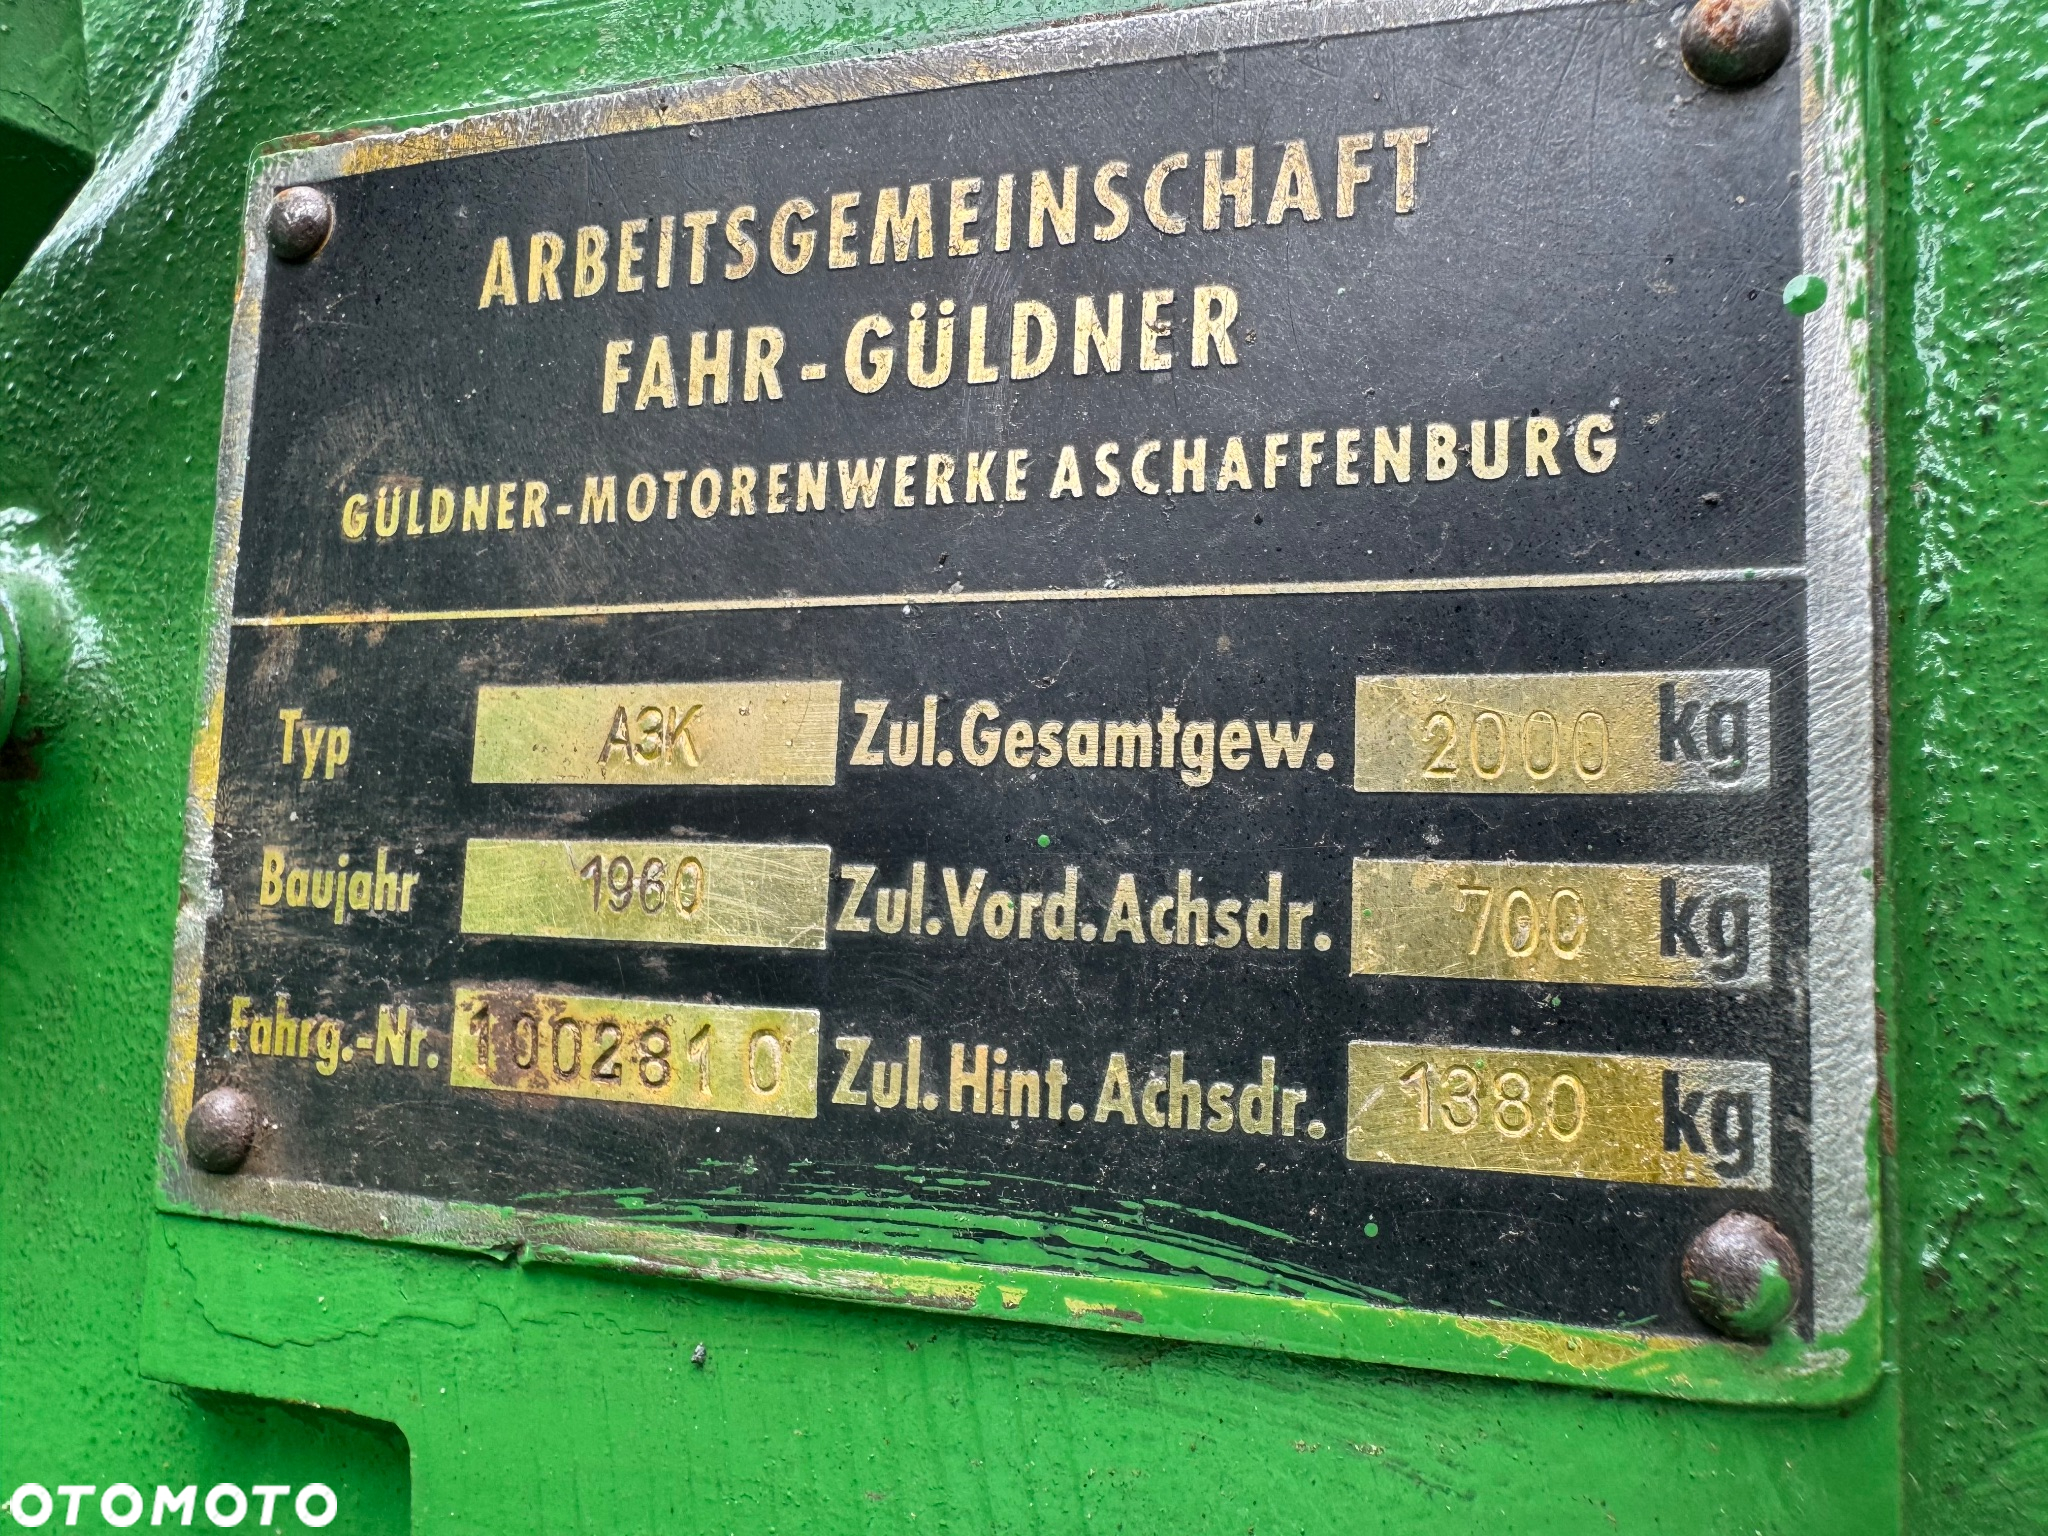 ARBEITSGEMEINSCHAFT
FAHR-GÜLDNER
GÜLDNER-MOTORENWERKE ASCHAFFENBURG
Typ A3K Zul.Gesamtgew. 2000 kg
Baujahr 1960 Zul.Vord.Achsdr. 700 kg
Fahrg.-Nr. 1002810 Zul.Hint.Achsdr. 1380 kg
OTOMOTO